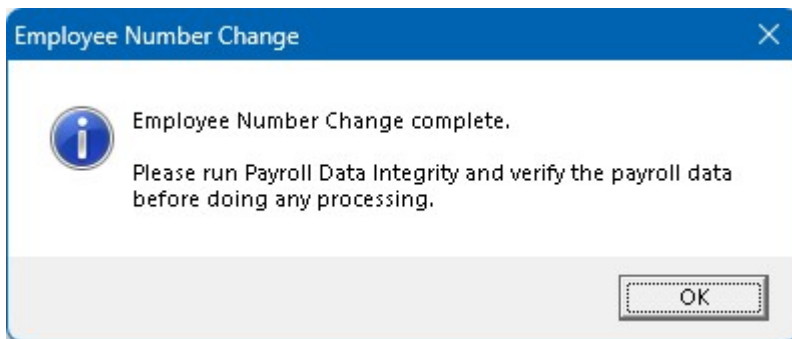 Employee Number Change
Employee Number Change complete.
Please run Payroll Data Integrity and verify the payroll data
before doing any processing.
OK